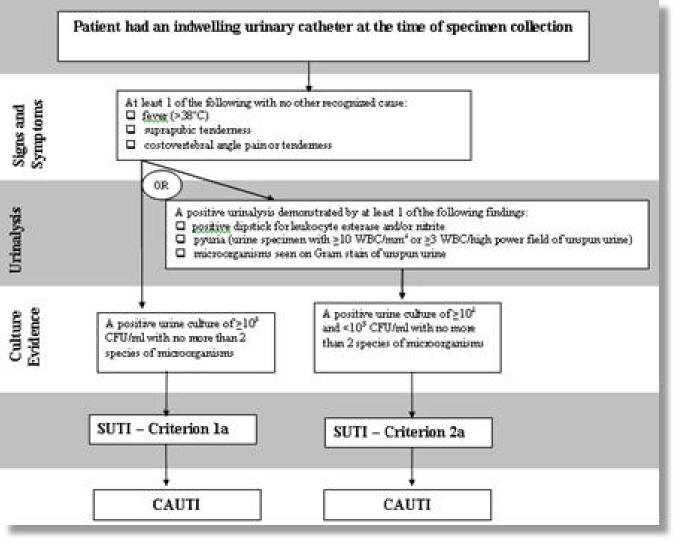 Patient had an indwelling urinary catheter at the time of specimen collection
Signs and
Symptoms
At least 1 of the following with no other recognized cause:
❑ fever (>38°C)
❑ suprapubic tenderness
❑ costovertebral angle pain or tenderness
OR
Urinalysis
A positive urinalysis demonstrated by at least 1 of the following findings:
❑ positive dipstick for leukocyte esterase and/or nitrite
❑ pyuria (urine specimen with ≥10 WBC/mm³ or ≥3 WBC/high power field of unspun urine)
❑ microorganisms seen on Gram stain of unspun urine
Culture
Evidence
A positive urine culture of ≥10⁵
CFU/ml with no more than 2
species of microorganisms
A positive urine culture of ≥10³
and <10⁵ CFU/ml with no more
than 2 species of microorganisms
SUTI – Criterion 1a
SUTI – Criterion 2a
CAUTI
CAUTI